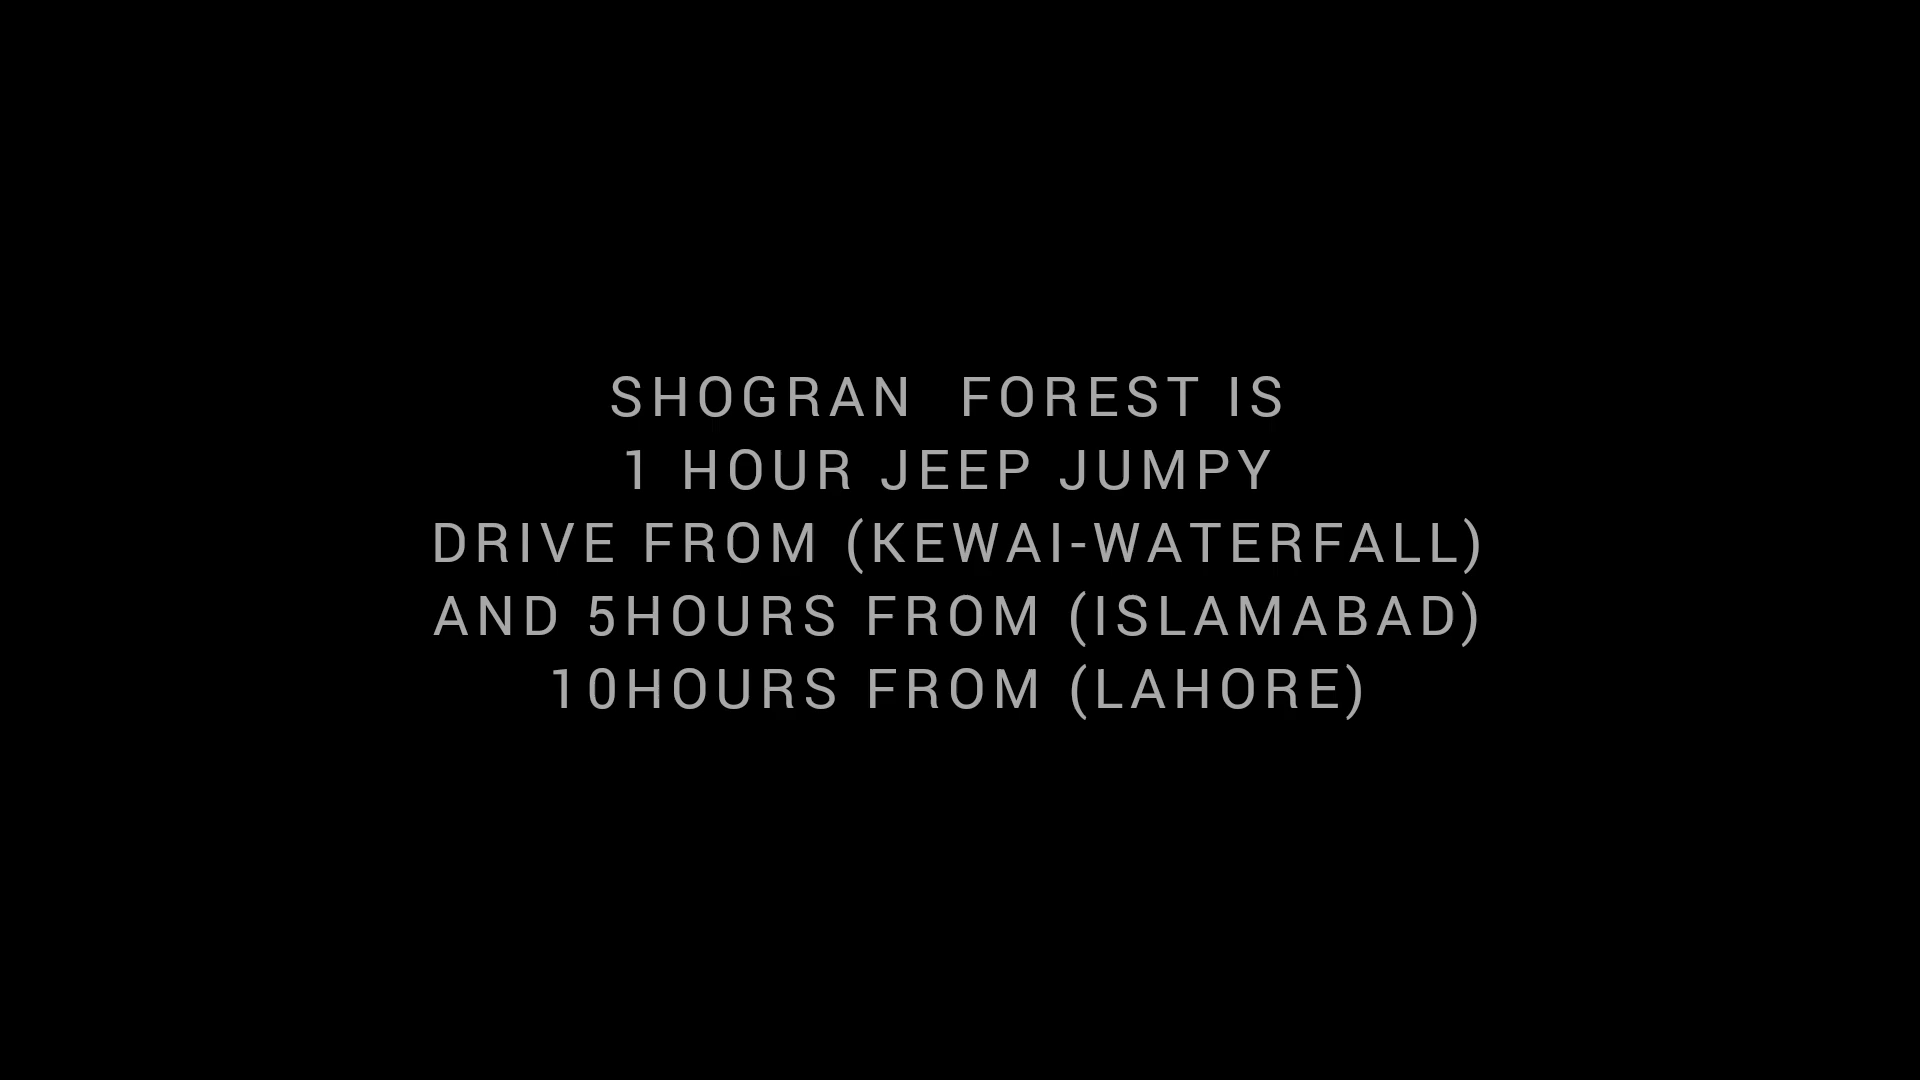 SHOGRAN  FOREST IS
1 HOUR JEEP JUMPY
DRIVE FROM (KEWAI-WATERFALL)
AND 5HOURS FROM (ISLAMABAD)
10HOURS FROM (LAHORE)